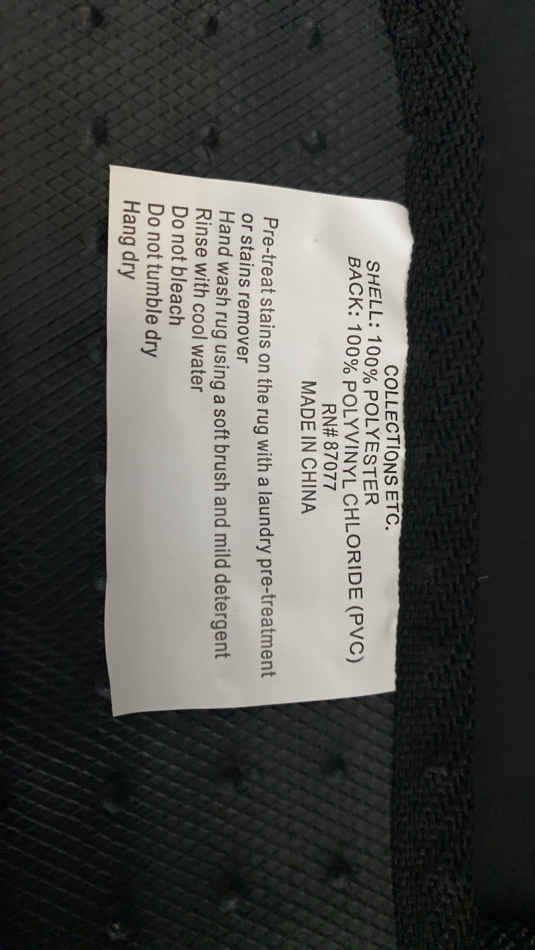 COLLECTIONS ETC.
SHELL: 100% POLYESTER
BACK: 100% POLYVINYL CHLORIDE (PVC)
RN# 87077
MADE IN CHINA
Pre-treat stains on the rug with a laundry pre-treatment
or stains remover
Hand wash rug using a soft brush and mild detergent
Rinse with cool water
Do not bleach
Do not tumble dry
Hang dry